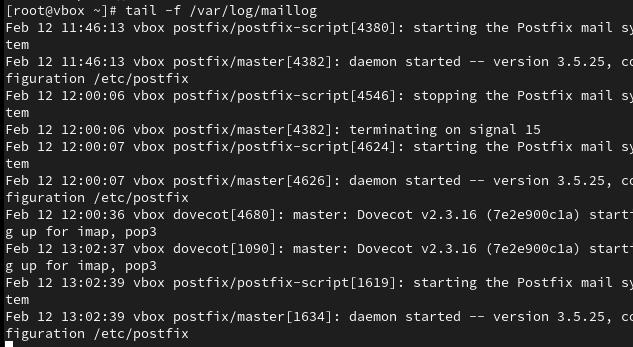 [root@vbox ~]# tail -f /var/log/maillog
Feb 12 11:46:13 vbox postfix/postfix-script[4380]: starting the Postfix mail sy
tem
Feb 12 11:46:13 vbox postfix/master[4382]: daemon started -- version 3.5.25, co
figuration /etc/postfix
Feb 12 12:00:06 vbox postfix/postfix-script[4546]: stopping the Postfix mail sy
tem
Feb 12 12:00:06 vbox postfix/master[4382]: terminating on signal 15
Feb 12 12:00:07 vbox postfix/postfix-script[4624]: starting the Postfix mail sy
tem
Feb 12 12:00:07 vbox postfix/master[4626]: daemon started -- version 3.5.25, co
figuration /etc/postfix
Feb 12 12:00:36 vbox dovecot[4680]: master: Dovecot v2.3.16 (7e2e900c1a) starti
g up for imap, pop3
Feb 12 13:02:37 vbox dovecot[1090]: master: Dovecot v2.3.16 (7e2e900c1a) starti
g up for imap, pop3
Feb 12 13:02:39 vbox postfix/postfix-script[1619]: starting the Postfix mail sy
tem
Feb 12 13:02:39 vbox postfix/master[1634]: daemon started -- version 3.5.25, co
figuration /etc/postfix